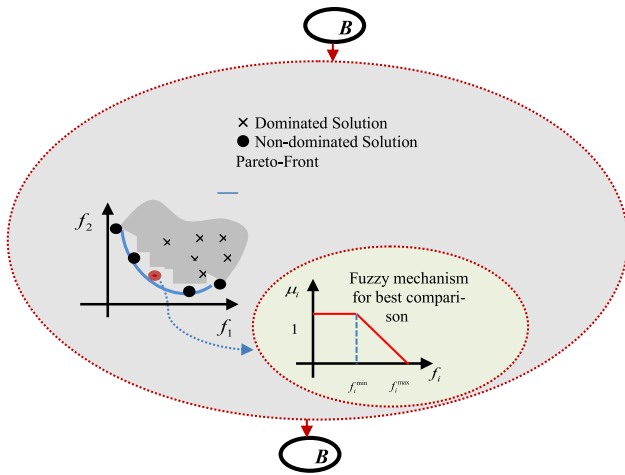 B
× Dominated Solution
● Non-dominated Solution
Pareto-Front
f₂
f₁
Fuzzy mechanism
for best compari-
son
μᵢ
1
fᵢᵐⁱⁿ
fᵢᵐᵃˣ
fᵢ
B